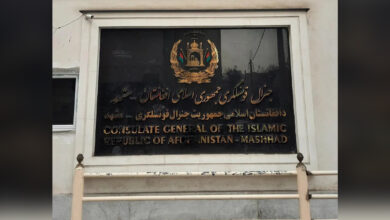 جنرال قونسلگری جمهوری اسلامی افغانستان - مشهد
دافغانستان اسلامی جمهوریت جنرال قونسلگری - مشهد
CONSULATE GENERAL OF THE ISLAMIC
REPUBLIC OF AFGHANISTAN - MASHHAD